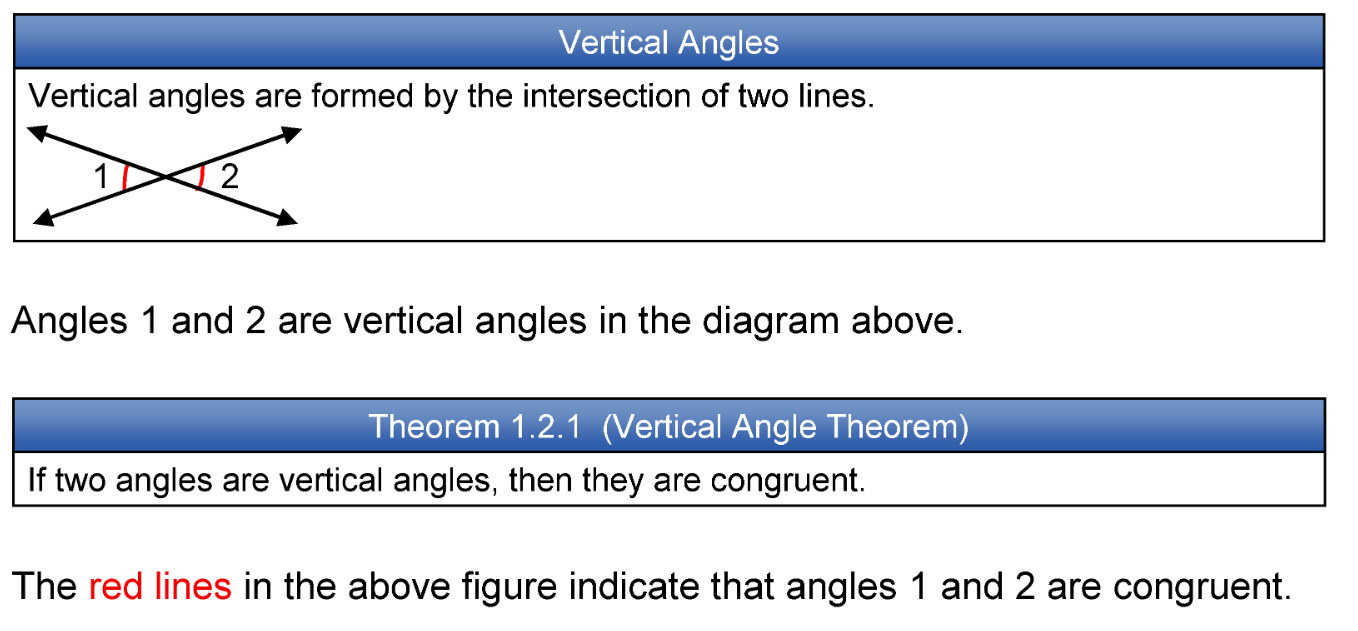 Vertical Angles
Vertical angles are formed by the intersection of two lines.
1 2
Angles 1 and 2 are vertical angles in the diagram above.
Theorem 1.2.1 (Vertical Angle Theorem)
If two angles are vertical angles, then they are congruent.
The red lines in the above figure indicate that angles 1 and 2 are congruent.